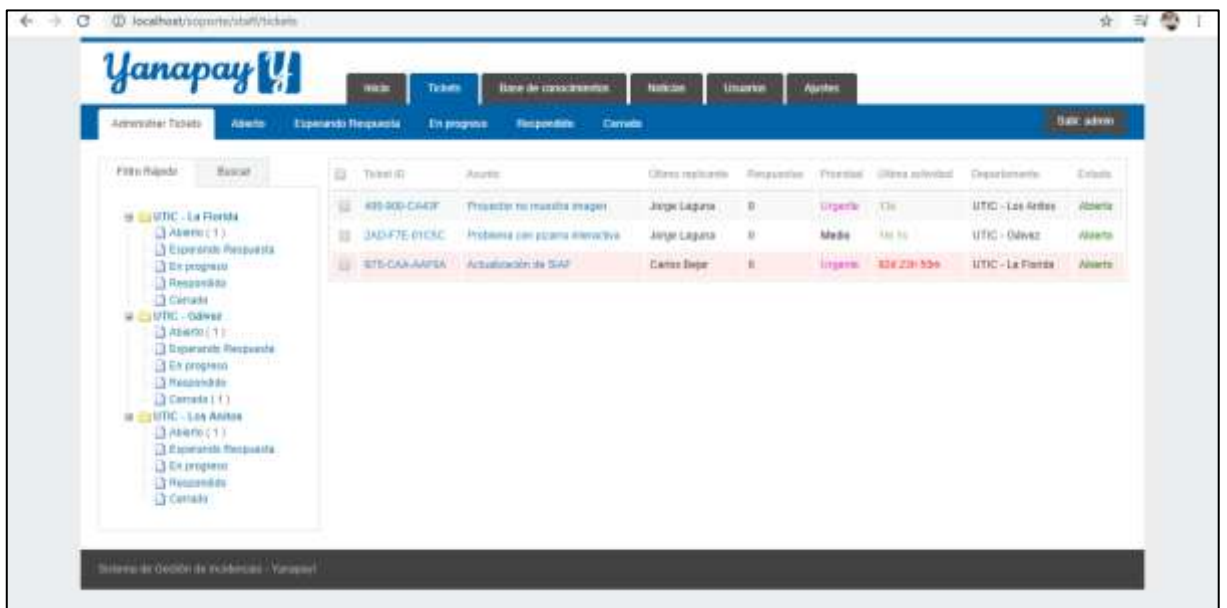 localhost/soporte/staff/tickets
Yanapay
Inicio Tickets Base de conocimientos Noticias Usuarios Ajustes
Administrar Tickets Abierto Esperando Respuesta En progreso Respondido Cerrado Salir: admin
Filtro Rápido Buscar
Ticket ID Asunto Último replicante Respuestas Prioridad Última actividad Departamento Estado
Proyector no muestra imagen Jorge Laguna 0 Urgente UTIC - Los Anitos Abierto
2AD-F7E-01C5C Problema con pizarra interactiva Jorge Laguna 0 Medio UTIC - Gálvez Abierto
Actualización de SIAF Carlos Bejar 0 Urgente UTIC - La Florida Abierto
UTIC - La Florida
Abierto ( 1 )
Esperando Respuesta
En progreso
Respondido
Cerrado
UTIC - Gálvez
Abierto ( 1 )
Esperando Respuesta
En progreso
Respondido
Cerrado ( 1 )
UTIC - Los Anitos
Abierto ( 1 )
Esperando Respuesta
En progreso
Respondido
Cerrado
Sistema de Gestión de Incidencias - Yanapay!